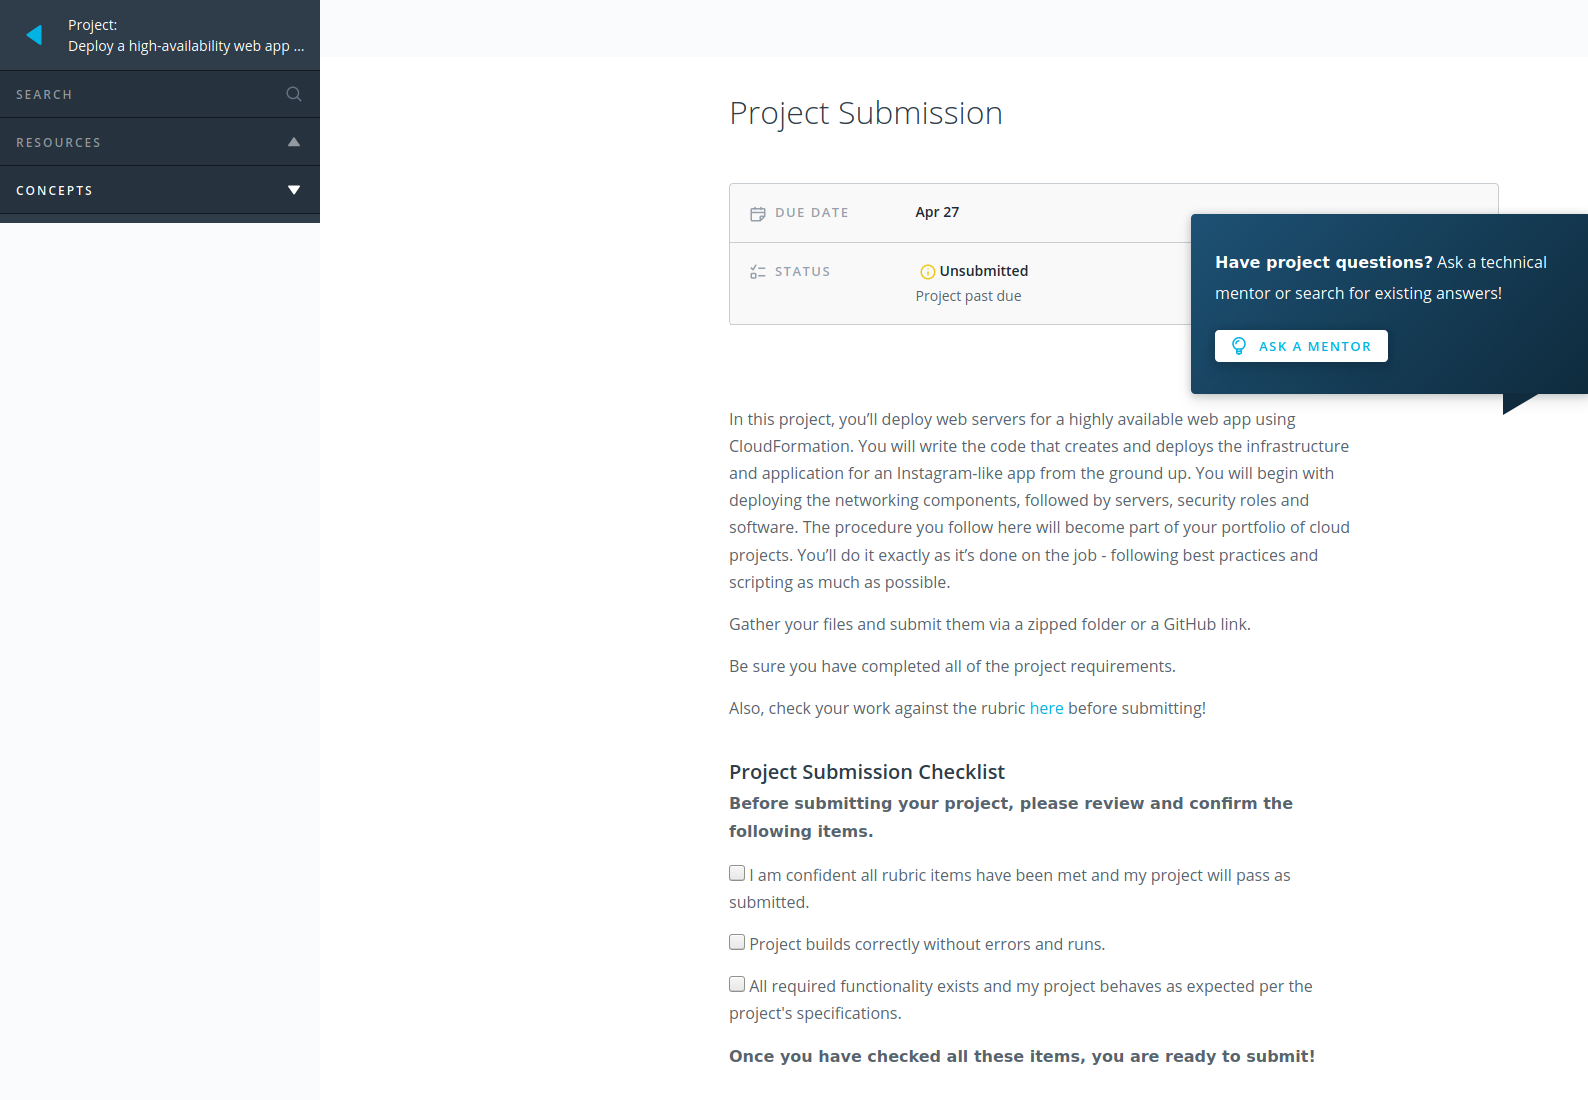 Project:
Deploy a high-availability web app ...
SEARCH
RESOURCES
CONCEPTS
Project Submission
DUE DATE
Apr 27
STATUS
Unsubmitted
Project past due
Have project questions? Ask a technical
mentor or search for existing answers!
ASK A MENTOR
In this project, you’ll deploy web servers for a highly available web app using
CloudFormation. You will write the code that creates and deploys the infrastructure
and application for an Instagram-like app from the ground up. You will begin with
deploying the networking components, followed by servers, security roles and
software. The procedure you follow here will become part of your portfolio of cloud
projects. You’ll do it exactly as it’s done on the job - following best practices and
scripting as much as possible.
Gather your files and submit them via a zipped folder or a GitHub link.
Be sure you have completed all of the project requirements.
Also, check your work against the rubric here before submitting!
Project Submission Checklist
Before submitting your project, please review and confirm the
following items.
I am confident all rubric items have been met and my project will pass as
submitted.
Project builds correctly without errors and runs.
All required functionality exists and my project behaves as expected per the
project's specifications.
Once you have checked all these items, you are ready to submit!